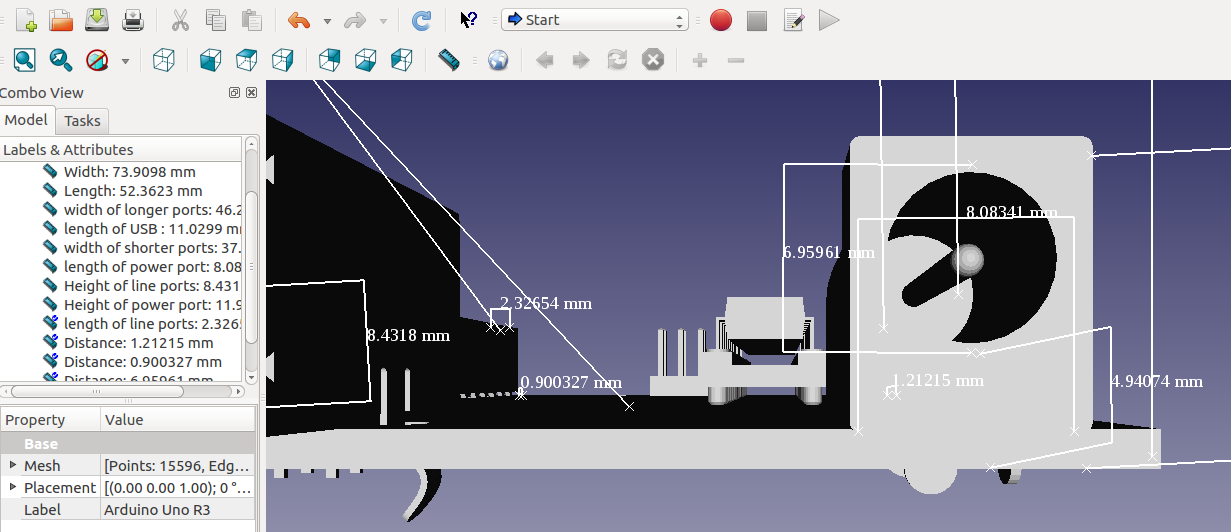 Start
Combo View
Model
Tasks
Labels & Attributes
Width: 73.9098 mm
Length: 52.3623 mm
width of longer ports: 46.2
length of USB : 11.0299 mm
width of shorter ports: 37.
length of power port: 8.08
Height of line ports: 8.431
Height of power port: 11.9
length of line ports: 2.3265
Distance: 1.21215 mm
Distance: 0.900327 mm
Distance: 6.95961 mm
Property Value
Base
Mesh [Points: 15596, Edg...
Placement [(0.00 0.00 1.00); 0 °...
Label Arduino Uno R3
8.08341 mm
6.95961 mm
2.32654 mm
8.4318 mm
0.900327 mm
1.21215 mm
4.94074 mm